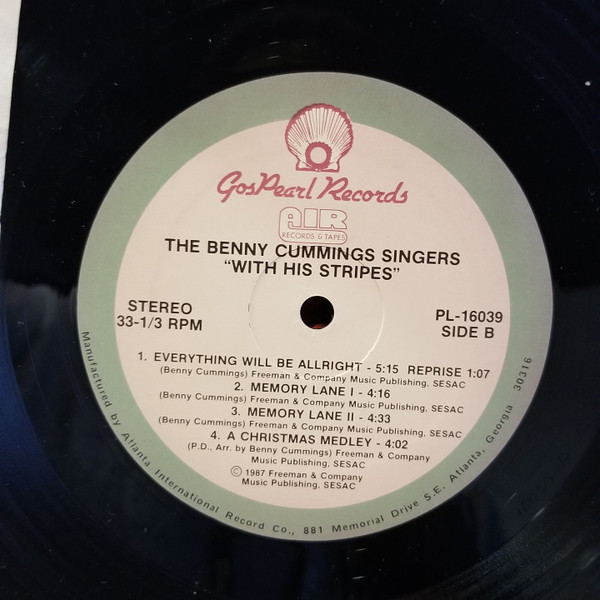 GosPearl Records
AIR
RECORDS & TAPES
THE BENNY CUMMINGS SINGERS
"WITH HIS STRIPES"
STEREO
33-1/3 RPM
PL-16039
SIDE B
1. EVERYTHING WILL BE ALLRIGHT - 5:15 REPRISE 1:07
(Benny Cummings) Freeman & Company Music Publishing, SESAC
2. MEMORY LANE I - 4:16
(Benny Cummings) Freeman & Company Music Publishing, SESAC
3. MEMORY LANE II - 4:33
(Benny Cummings) Freeman & Company Music Publishing, SESAC
4. A CHRISTMAS MEDLEY - 4:02
(P.D., Arr. by Benny Cummings) Freeman & Company
Music Publishing, SESAC
© 1987 Freeman & Company
Music Publishing, SESAC
Manufactured by Atlanta International Record Co., 881 Memorial Drive S.E. Atlanta, Georgia 30316